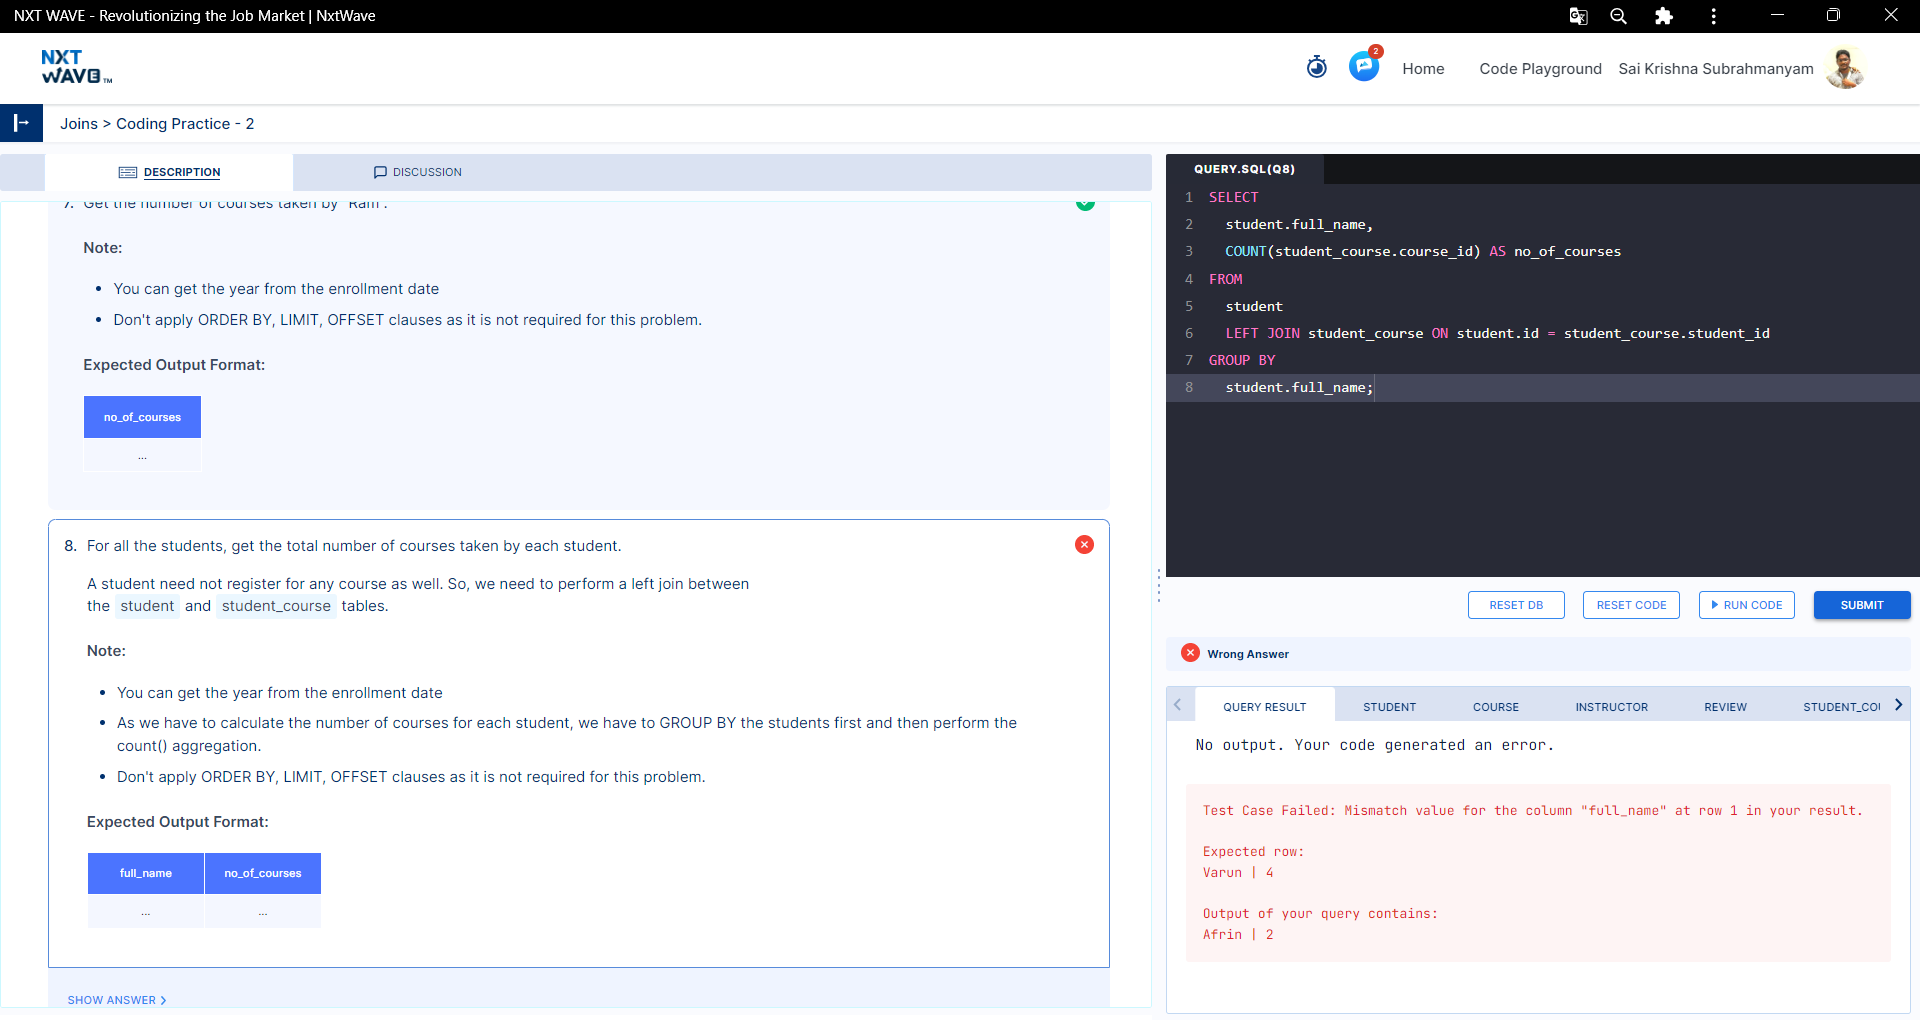 NXT WAVE - Revolutionizing the Job Market | NxtWave
NXT
WAVE™
2
Home
Code Playground
Sai Krishna Subrahmanyam
Joins > Coding Practice - 2
DESCRIPTION
DISCUSSION
7. Get the number of courses taken by "Ram".
Note:
• You can get the year from the enrollment date
• Don't apply ORDER BY, LIMIT, OFFSET clauses as it is not required for this problem.
Expected Output Format:
no_of_courses
...
8. For all the students, get the total number of courses taken by each student.
A student need not register for any course as well. So, we need to perform a left join between
the student and student_course tables.
Note:
• You can get the year from the enrollment date
• As we have to calculate the number of courses for each student, we have to GROUP BY the students first and then perform the
count() aggregation.
• Don't apply ORDER BY, LIMIT, OFFSET clauses as it is not required for this problem.
Expected Output Format:
full_name no_of_courses
... ...
SHOW ANSWER >
QUERY.SQL(Q8)
1 SELECT
2 student.full_name,
3 COUNT(student_course.course_id) AS no_of_courses
4 FROM
5 student
6 LEFT JOIN student_course ON student.id = student_course.student_id
7 GROUP BY
8 student.full_name;
RESET DB
RESET CODE
RUN CODE
SUBMIT
Wrong Answer
QUERY RESULT STUDENT COURSE INSTRUCTOR REVIEW STUDENT_COU
No output. Your code generated an error.
Test Case Failed: Mismatch value for the column "full_name" at row 1 in your result.
Expected row:
Varun | 4
Output of your query contains:
Afrin | 2